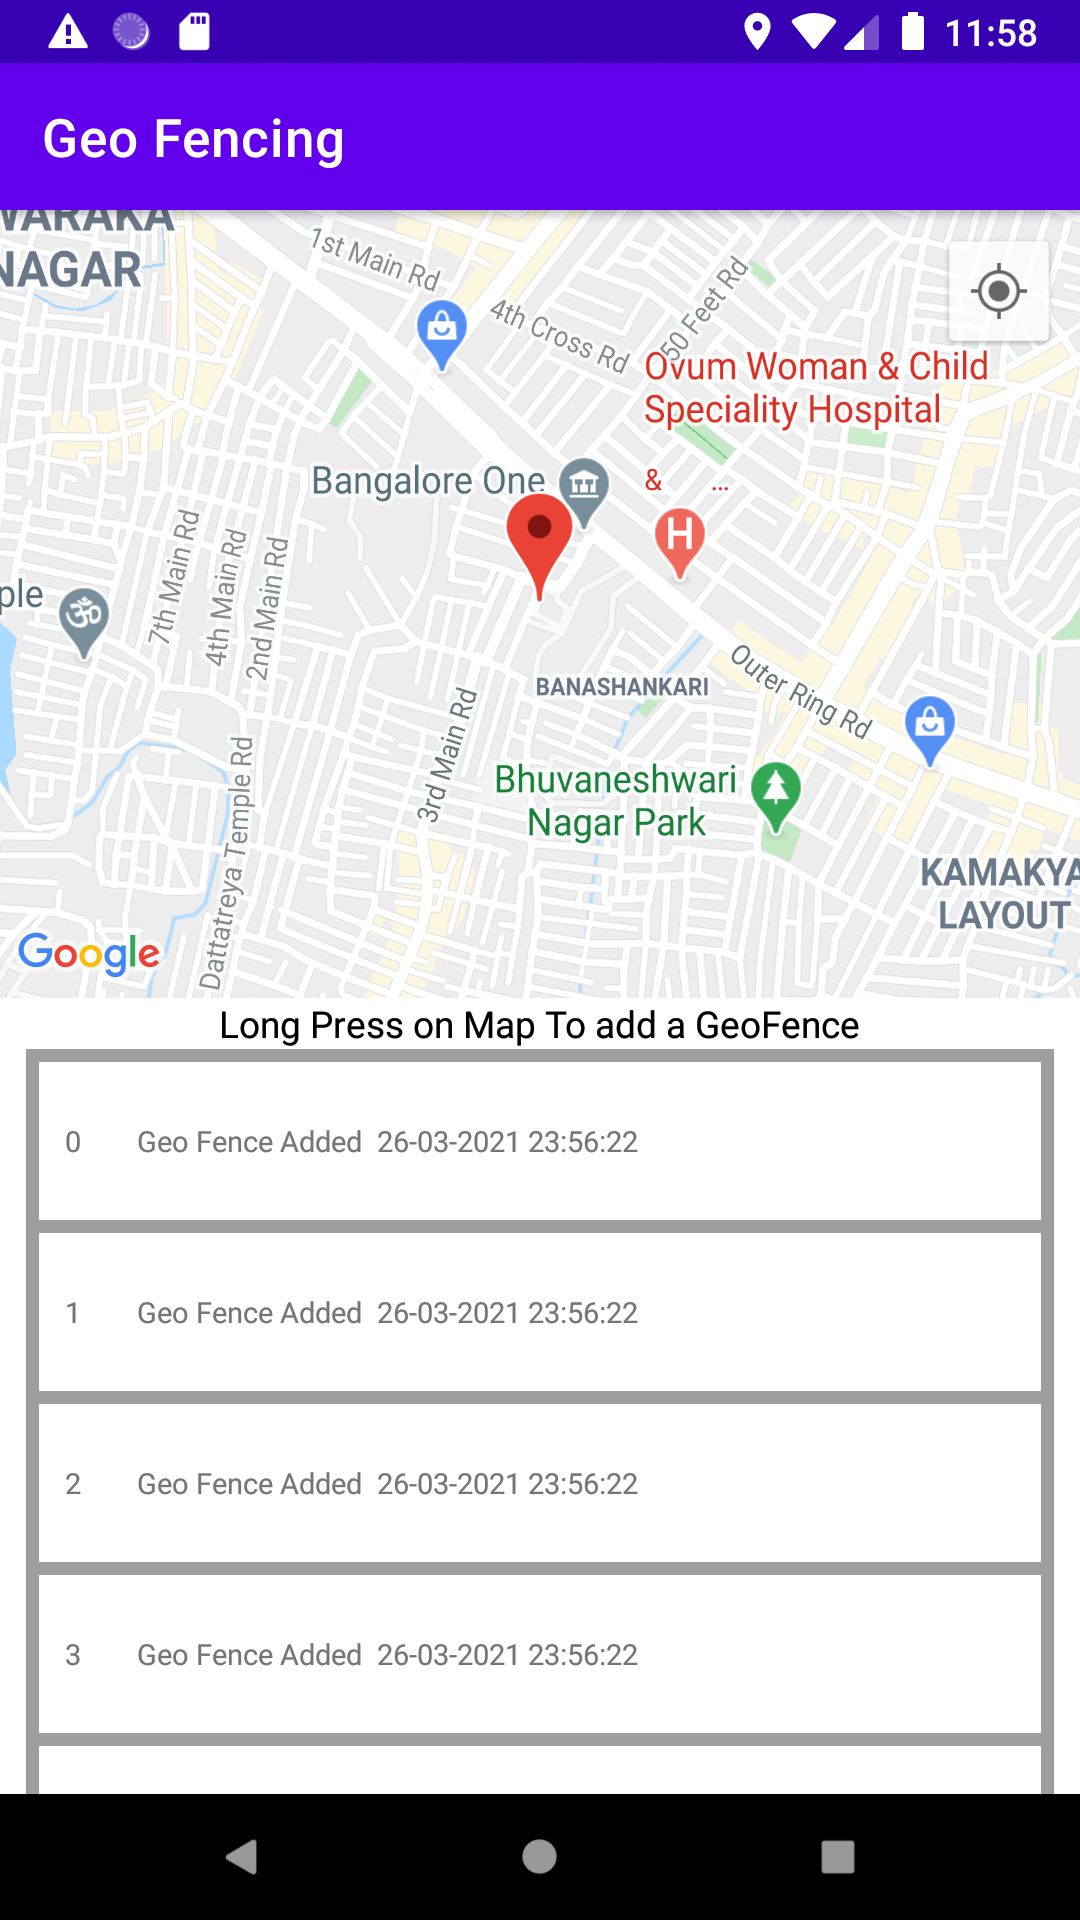 11:58
Geo Fencing
WARAKA
NAGAR
1st Main Rd
4th Cross Rd
50 Feet Rd
Ovum Woman & Child
Speciality Hospital
& ...
Bangalore One
H
7th Main Rd
4th Main Rd
2nd Main Rd
ple
ॐ
BANASHANKARI
Outer Ring Rd
3rd Main Rd
Dattatreya Temple Rd
Bhuvaneshwari
Nagar Park
KAMAKYA
LAYOUT
Google
Long Press on Map To add a GeoFence
0 Geo Fence Added 26-03-2021 23:56:22
1 Geo Fence Added 26-03-2021 23:56:22
2 Geo Fence Added 26-03-2021 23:56:22
3 Geo Fence Added 26-03-2021 23:56:22